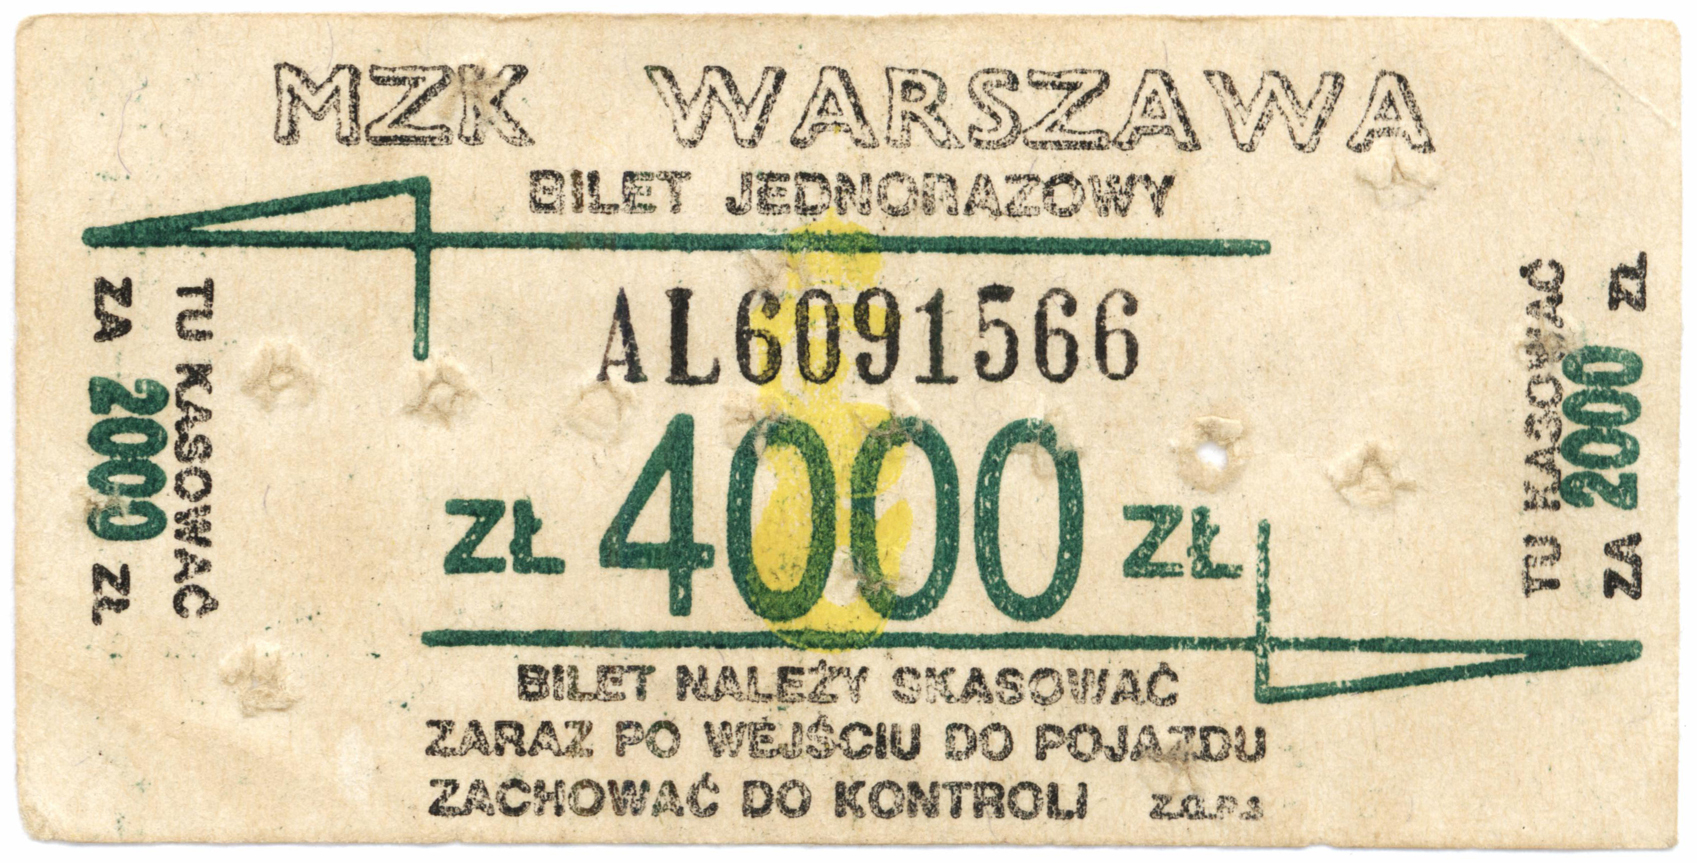 MZK WARSZAWA
BILET JEDNORAZOWY
TU KASOWAĆ
ZA 2000 ZŁ
AL6091566
ZŁ 4000 ZŁ
TU KASOWAĆ
ZA 2000 ZŁ
BILET NALEŻY SKASOWAĆ
ZARAZ PO WEJŚCIU DO POJAZDU
ZACHOWAĆ DO KONTROLI